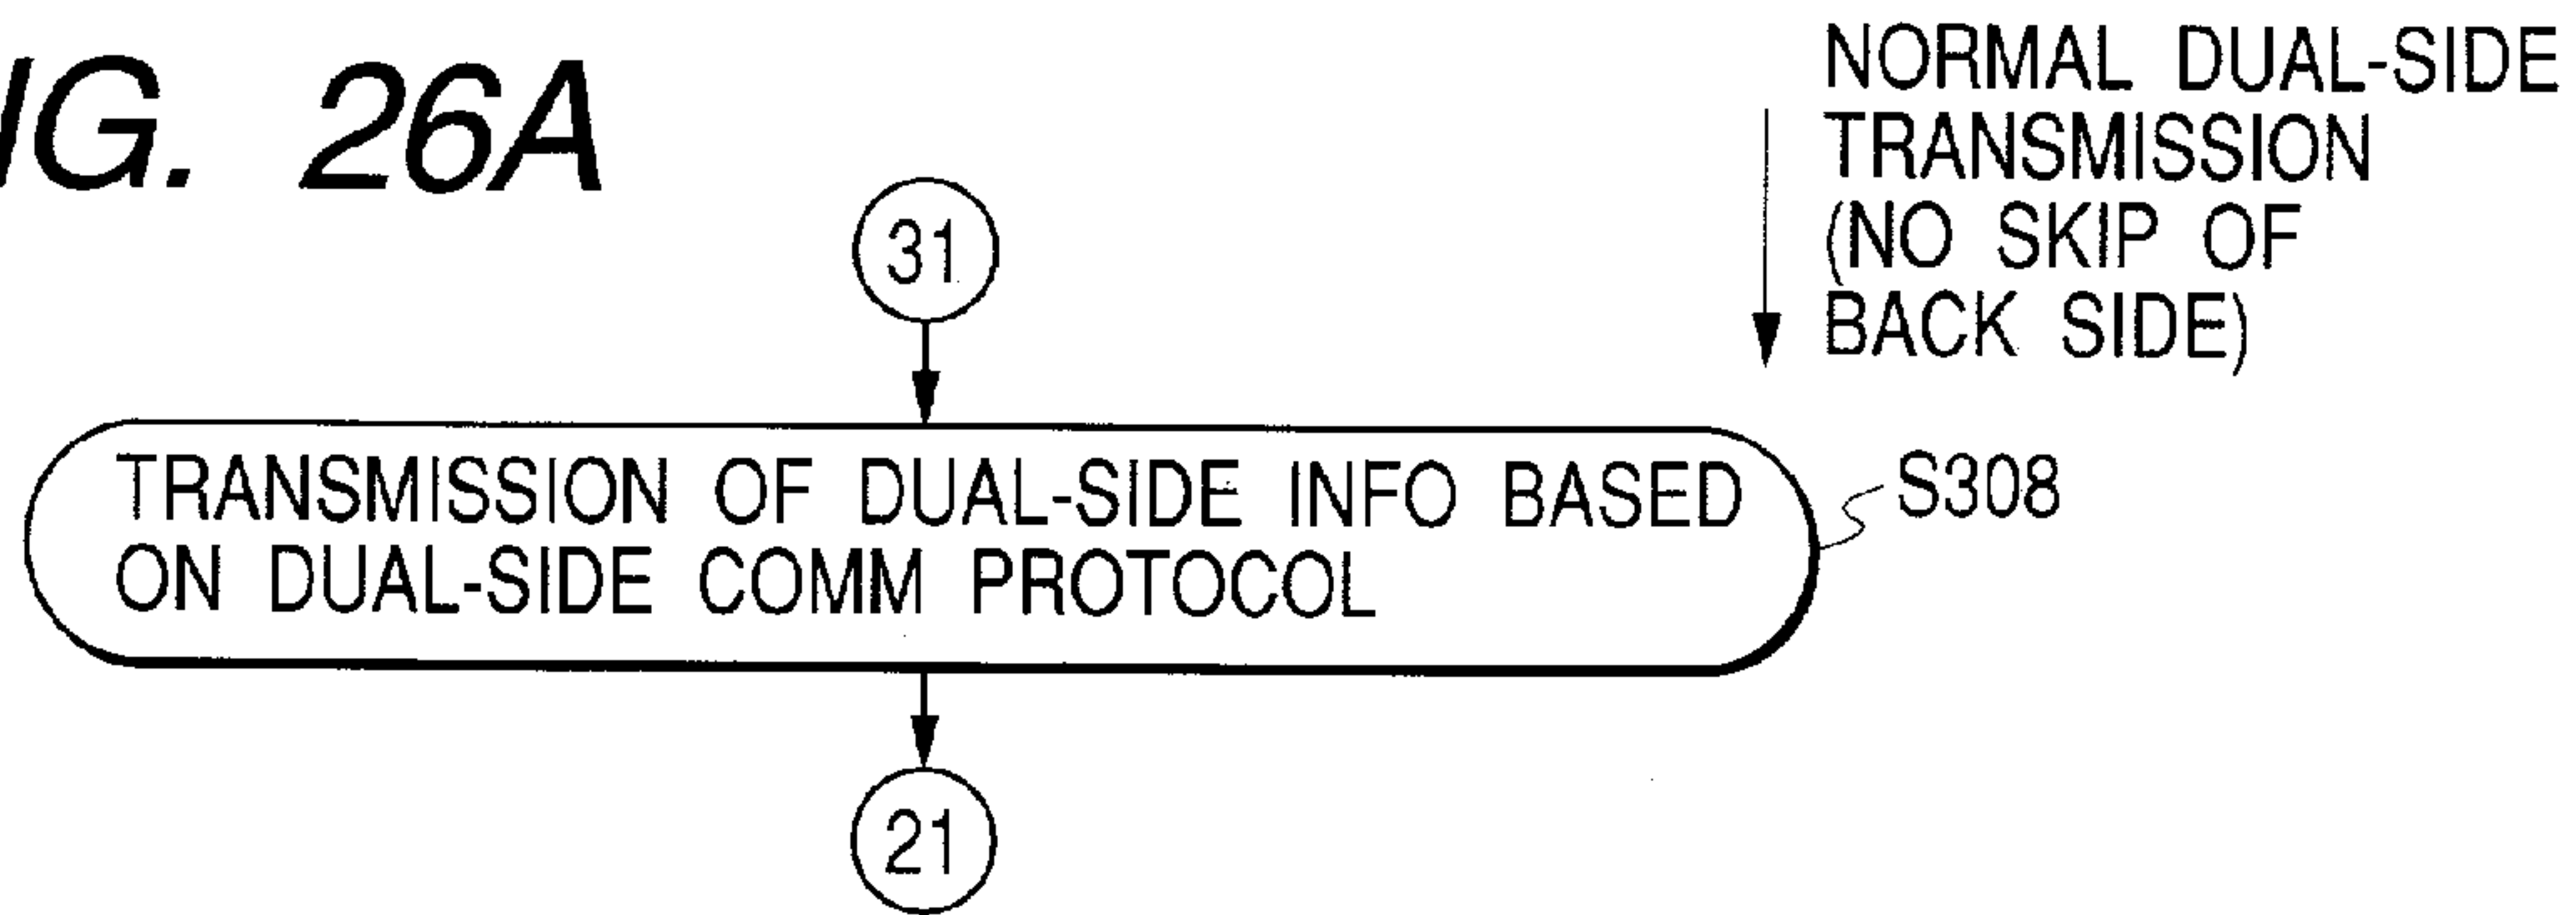 IG. 26A
NORMAL DUAL-SIDE
TRANSMISSION
(NO SKIP OF
BACK SIDE)
31
TRANSMISSION OF DUAL-SIDE INFO BASED
ON DUAL-SIDE COMM PROTOCOL
S308
21